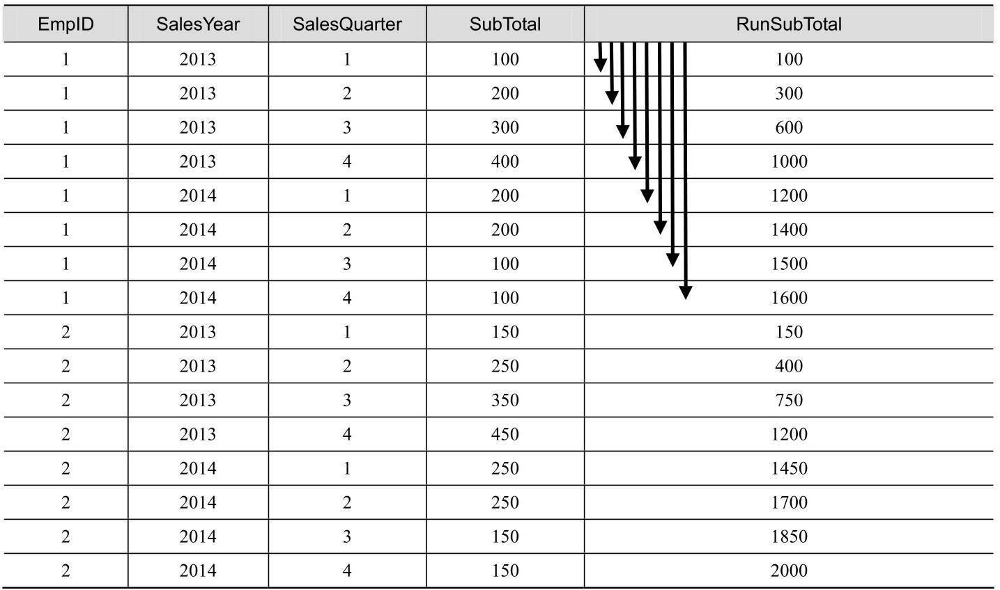 EmpID SalesYear SalesQuarter SubTotal RunSubTotal
1 2013 1 100 100
1 2013 2 200 300
1 2013 3 300 600
1 2013 4 400 1000
1 2014 1 200 1200
1 2014 2 200 1400
1 2014 3 100 1500
1 2014 4 100 1600
2 2013 1 150 150
2 2013 2 250 400
2 2013 3 350 750
2 2013 4 450 1200
2 2014 1 250 1450
2 2014 2 250 1700
2 2014 3 150 1850
2 2014 4 150 2000